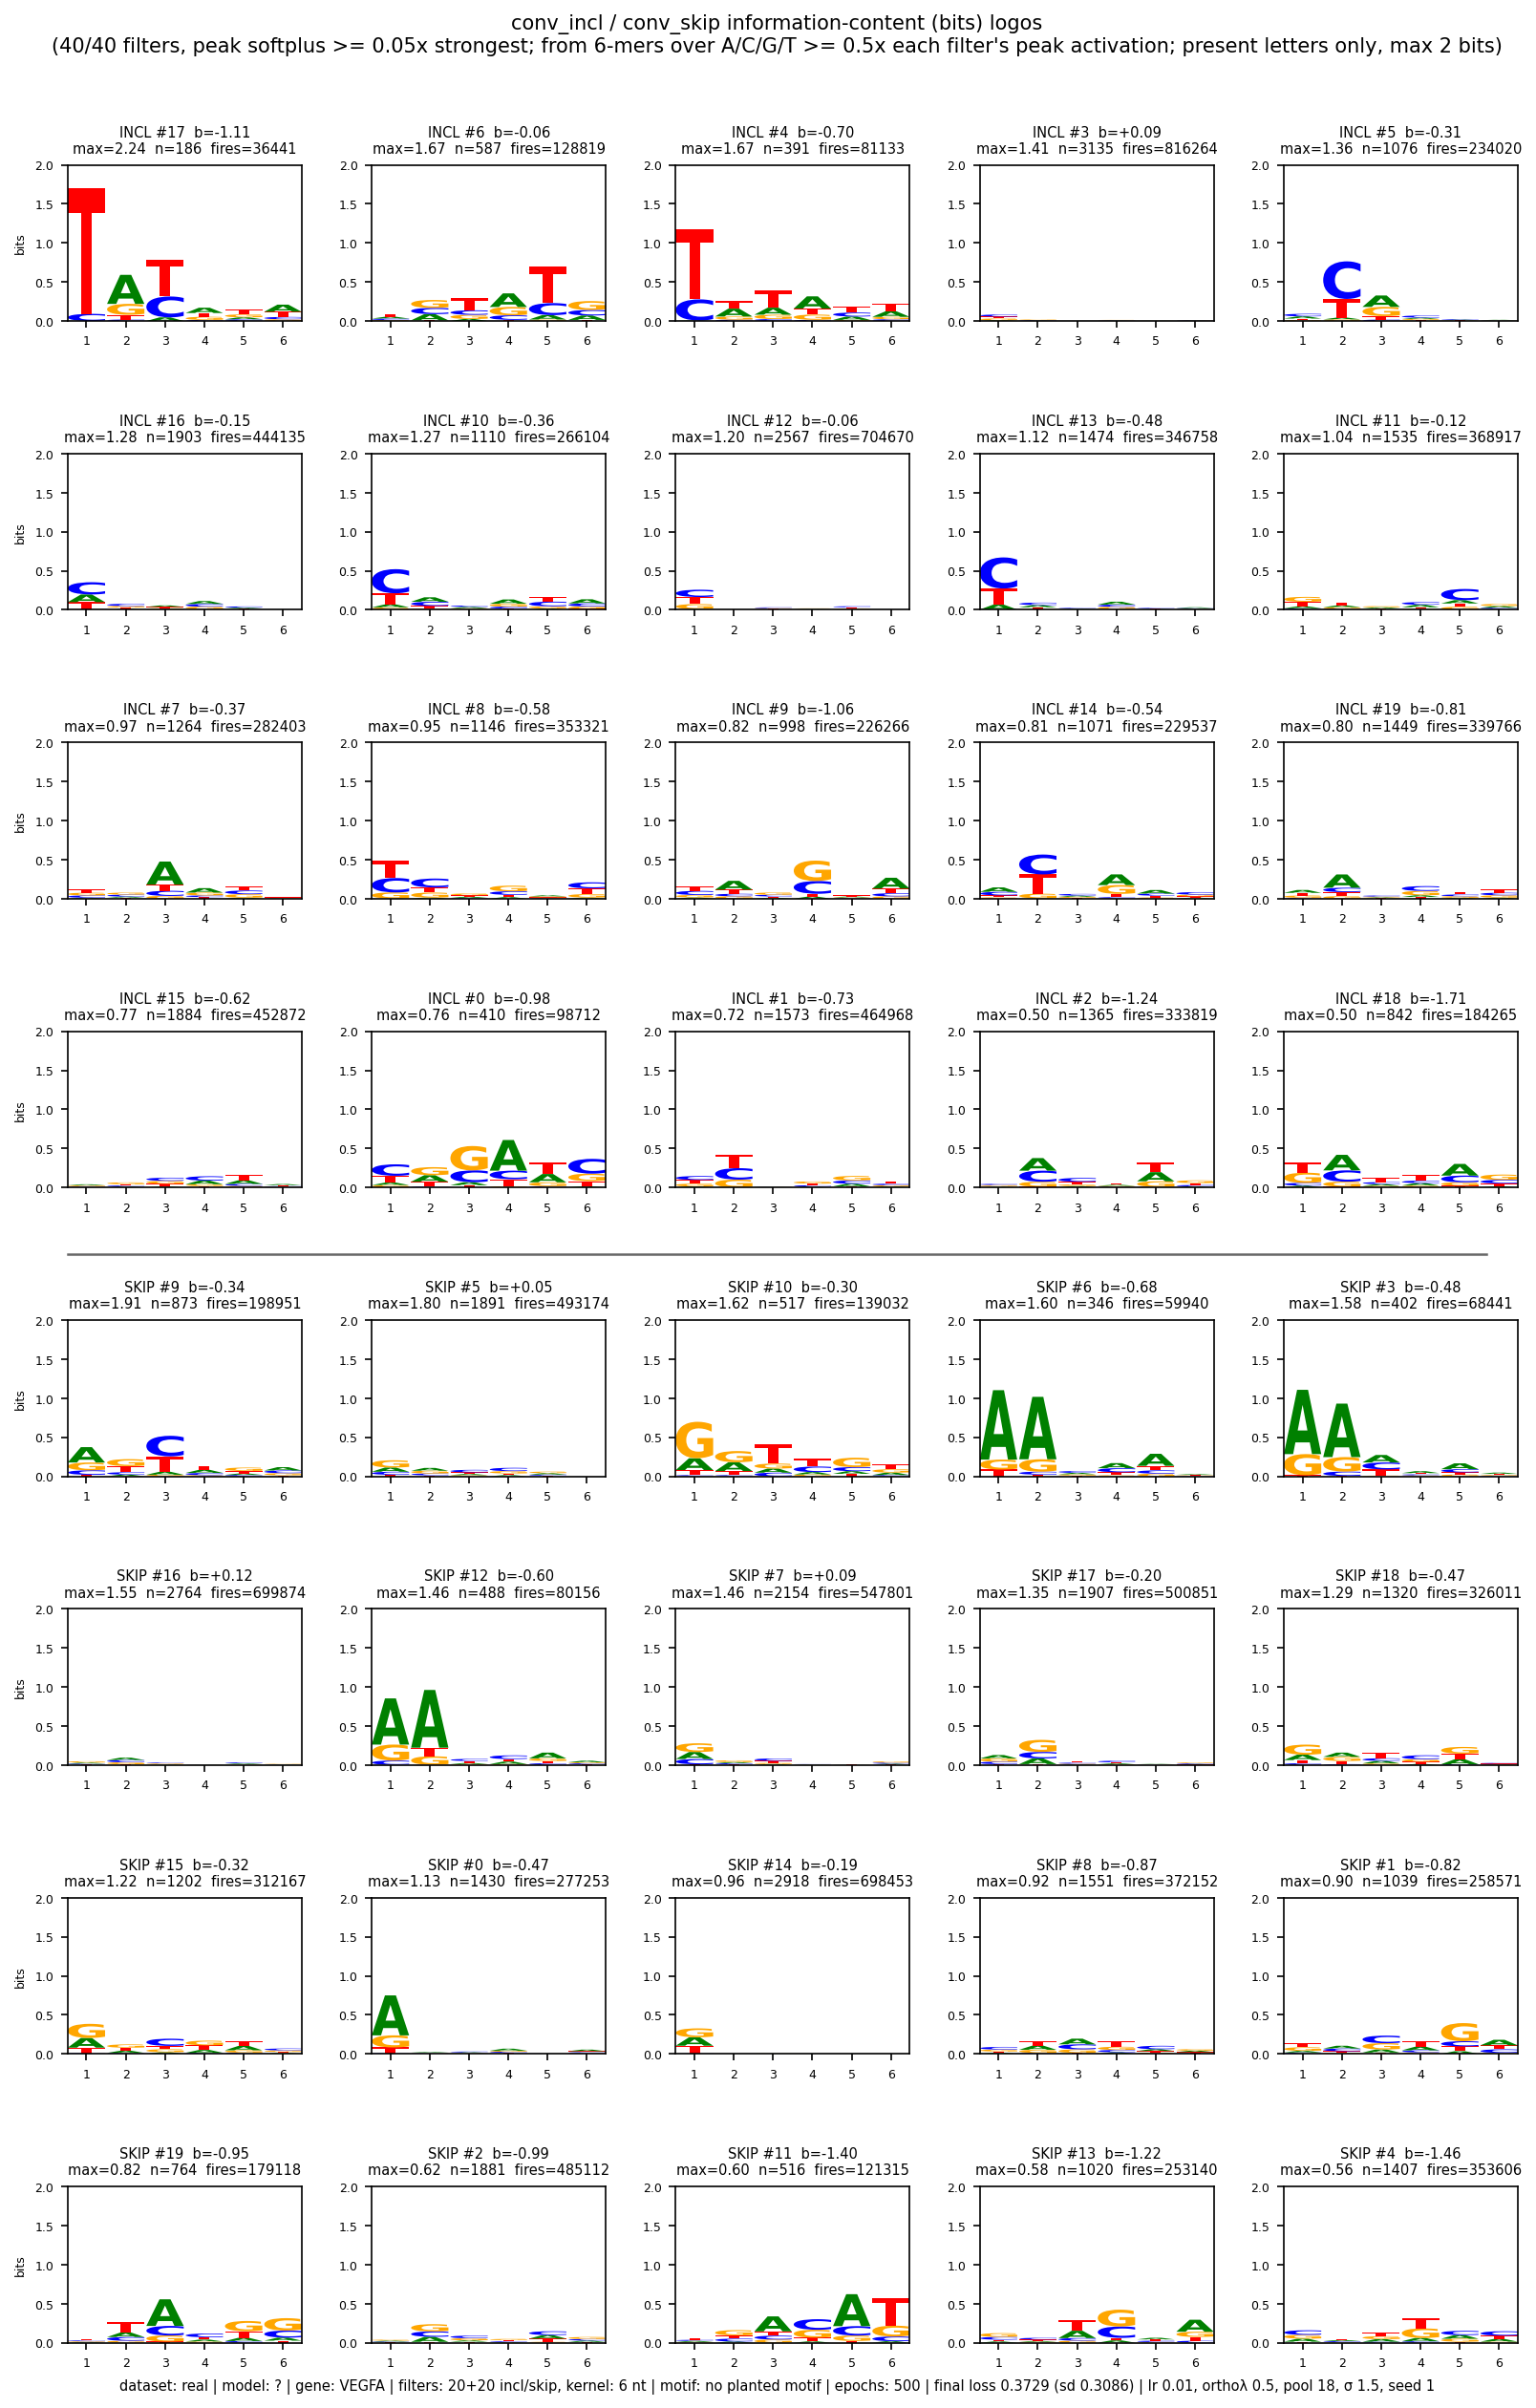 conv_incl / conv_skip information-content (bits) logos
(40/40 filters, peak softplus >= 0.05x strongest; from 6-mers over A/C/G/T >= 0.5x each filter's peak activation; present letters only, max 2 bits)
INCL #17 b=-1.11
max=2.24 n=186 fires=36441
INCL #6 b=-0.06
max=1.67 n=587 fires=128819
INCL #4 b=-0.70
max=1.67 n=391 fires=81133
INCL #3 b=+0.09
max=1.41 n=3135 fires=816264
INCL #5 b=-0.31
max=1.36 n=1076 fires=234020
INCL #16 b=-0.15
max=1.28 n=1903 fires=444135
INCL #10 b=-0.36
max=1.27 n=1110 fires=266104
INCL #12 b=-0.06
max=1.20 n=2567 fires=704670
INCL #13 b=-0.48
max=1.12 n=1474 fires=346758
INCL #11 b=-0.12
max=1.04 n=1535 fires=368917
INCL #7 b=-0.37
max=0.97 n=1264 fires=282403
INCL #8 b=-0.58
max=0.95 n=1146 fires=353321
INCL #9 b=-1.06
max=0.82 n=998 fires=226266
INCL #14 b=-0.54
max=0.81 n=1071 fires=229537
INCL #19 b=-0.81
max=0.80 n=1449 fires=339766
INCL #15 b=-0.62
max=0.77 n=1884 fires=452872
INCL #0 b=-0.98
max=0.76 n=410 fires=98712
INCL #1 b=-0.73
max=0.72 n=1573 fires=464968
INCL #2 b=-1.24
max=0.50 n=1365 fires=333819
INCL #18 b=-1.71
max=0.50 n=842 fires=184265
SKIP #9 b=-0.34
max=1.91 n=873 fires=198951
SKIP #5 b=+0.05
max=1.80 n=1891 fires=493174
SKIP #10 b=-0.30
max=1.62 n=517 fires=139032
SKIP #6 b=-0.68
max=1.60 n=346 fires=59940
SKIP #3 b=-0.48
max=1.58 n=402 fires=68441
SKIP #16 b=+0.12
max=1.55 n=2764 fires=699874
SKIP #12 b=-0.60
max=1.46 n=488 fires=80156
SKIP #7 b=+0.09
max=1.46 n=2154 fires=547801
SKIP #17 b=-0.20
max=1.35 n=1907 fires=500851
SKIP #18 b=-0.47
max=1.29 n=1320 fires=326011
SKIP #15 b=-0.32
max=1.22 n=1202 fires=312167
SKIP #0 b=-0.47
max=1.13 n=1430 fires=277253
SKIP #14 b=-0.19
max=0.96 n=2918 fires=698453
SKIP #8 b=-0.87
max=0.92 n=1551 fires=372152
SKIP #1 b=-0.82
max=0.90 n=1039 fires=258571
SKIP #19 b=-0.95
max=0.82 n=764 fires=179118
SKIP #2 b=-0.99
max=0.62 n=1881 fires=485112
SKIP #11 b=-1.40
max=0.60 n=516 fires=121315
SKIP #13 b=-1.22
max=0.58 n=1020 fires=253140
SKIP #4 b=-1.46
max=0.56 n=1407 fires=353606
dataset: real | model: ? | gene: VEGFA | filters: 20+20 incl/skip, kernel: 6 nt | motif: no planted motif | epochs: 500 | final loss 0.3729 (sd 0.3086) | lr 0.01, orthoλ 0.5, pool 18, σ 1.5, seed 1